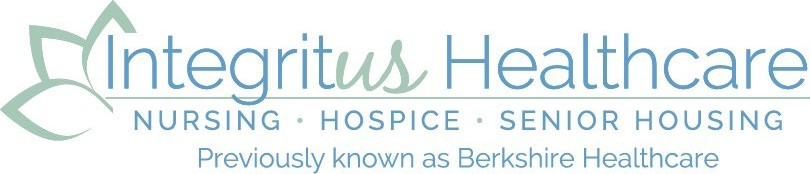 Integritus Healthcare
NURSING • HOSPICE • SENIOR HOUSING
Previously known as Berkshire Healthcare